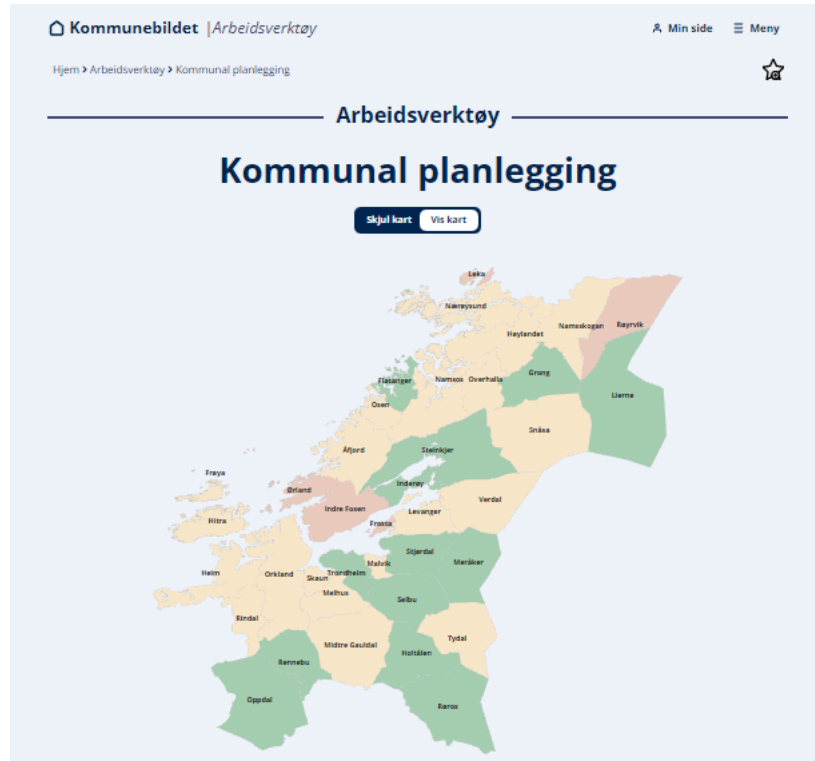 Kommunebildet | Arbeidsverktøy
Min side
Meny
Hjem > Arbeidsverktøy > Kommunal planlegging
Arbeidsverktøy
Kommunal planlegging
Skjul kart
Vis kart
Leka
Nærøysund
Namsskogan
Røyrvik
Høylandet
Grong
Flatanger
Namsos
Overhalla
Lierne
Osen
Snåsa
Åfjord
Steinkjer
Frøya
Inderøy
Ørland
Verdal
Indre Fosen
Levanger
Hitra
Frosta
Stjørdal
Malvik
Meråker
Heim
Orkland
Trondheim
Skaun
Melhus
Selbu
Rindal
Tydal
Midtre Gauldal
Holtålen
Rennebu
Oppdal
Røros